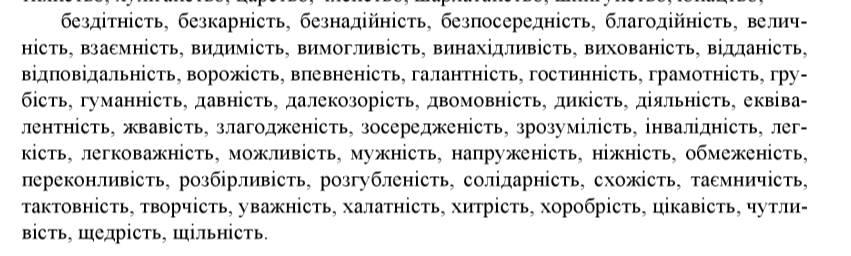 бездітність, безкарність, безнадійність, безпосередність, благодійність, велич-
ність, взаємність, видимість, вимогливість, винахідливість, вихованість, відданість,
відповідальність, ворожість, впевненість, галантність, гостинність, грамотність, гру-
бість, гуманність, давність, далекозорість, двомовність, дикість, діяльність, еквіва-
лентність, жвавість, злагодженість, зосередженість, зрозумілість, інвалідність, лег-
кість, легковажність, можливість, мужність, напруженість, ніжність, обмеженість,
переконливість, розбірливість, розгубленість, солідарність, схожість, таємничість,
тактовність, творчість, уважність, халатність, хитрість, хоробрість, цікавість, чутли-
вість, щедрість, щільність.